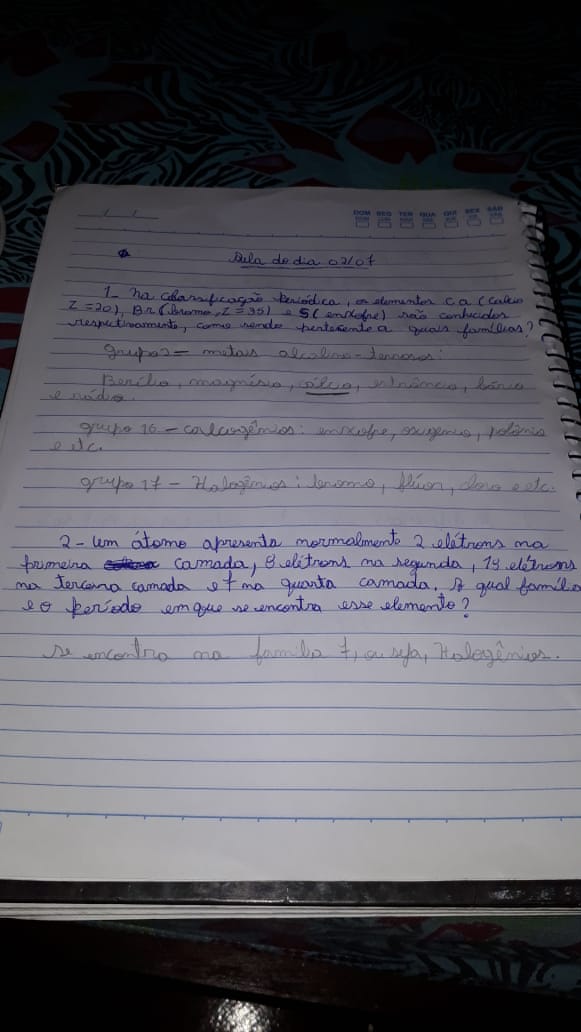 DOM SEG TER QUA QUI SEX SÁB
Aula do dia 02/07
1- Na classificação periódica, os elementos Ca (Cálcio
Z=20), Br (bromo, Z=35) e S (enxofre) são conhecidos
respectivamente, como sendo pertencente a quais famílias?
grupo 2 - metais alcalino-terrosos:
Berílio, magnésio, cálcio, estrôncio, bário
e rádio.
grupo 16 - calcogênios: enxofre, oxigênio, polônio
e etc.
grupo 17 - Halogênios: bromo, flúor, cloro e etc.
2- Um átomo apresenta normalmente 2 elétrons na
primeira camada, 8 elétrons na segunda, 18 elétrons
na terceira camada e 7 na quarta camada. A qual família
e o período em que se encontra esse elemento?
se encontra na família 7, ou seja, Halogênios.